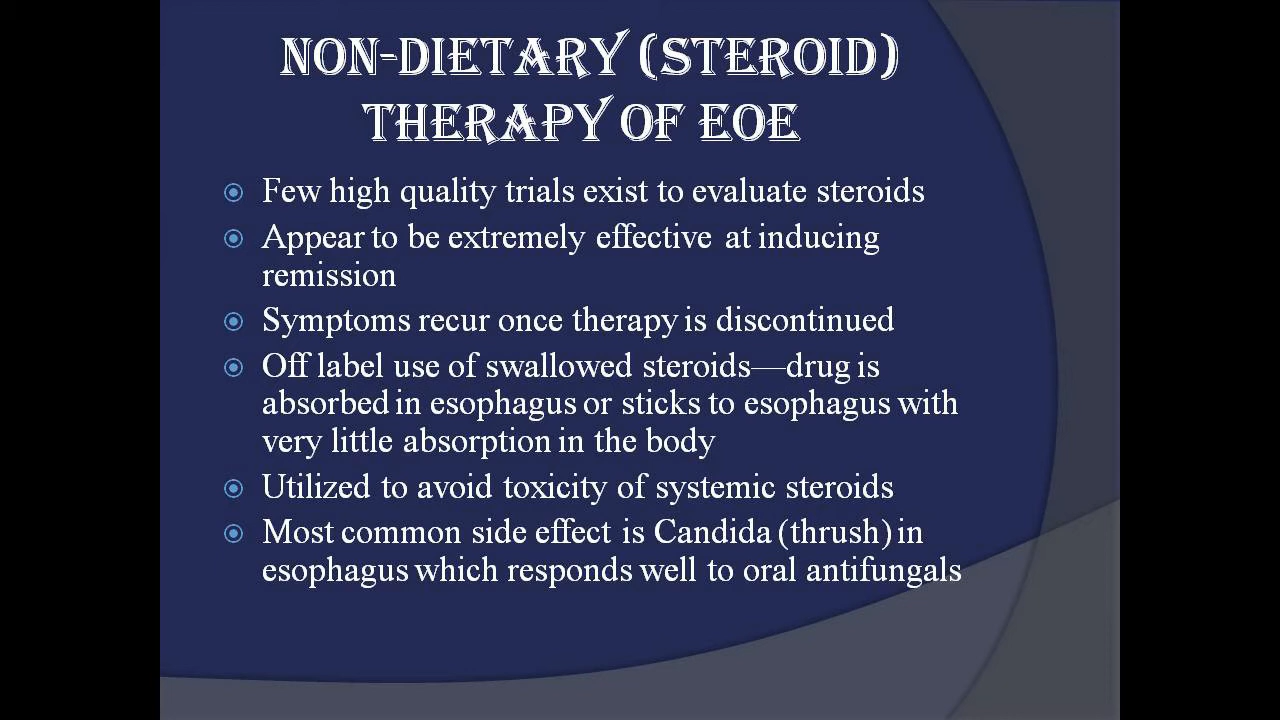 NON-DIETARY (STEROID)
THERAPY OF EOE
Few high quality trials exist to evaluate steroids
Appear to be extremely effective at inducing
remission
Symptoms recur once therapy is discontinued
Off label use of swallowed steroids—drug is
absorbed in esophagus or sticks to esophagus with
very little absorption in the body
Utilized to avoid toxicity of systemic steroids
Most common side effect is Candida (thrush) in
esophagus which responds well to oral antifungals